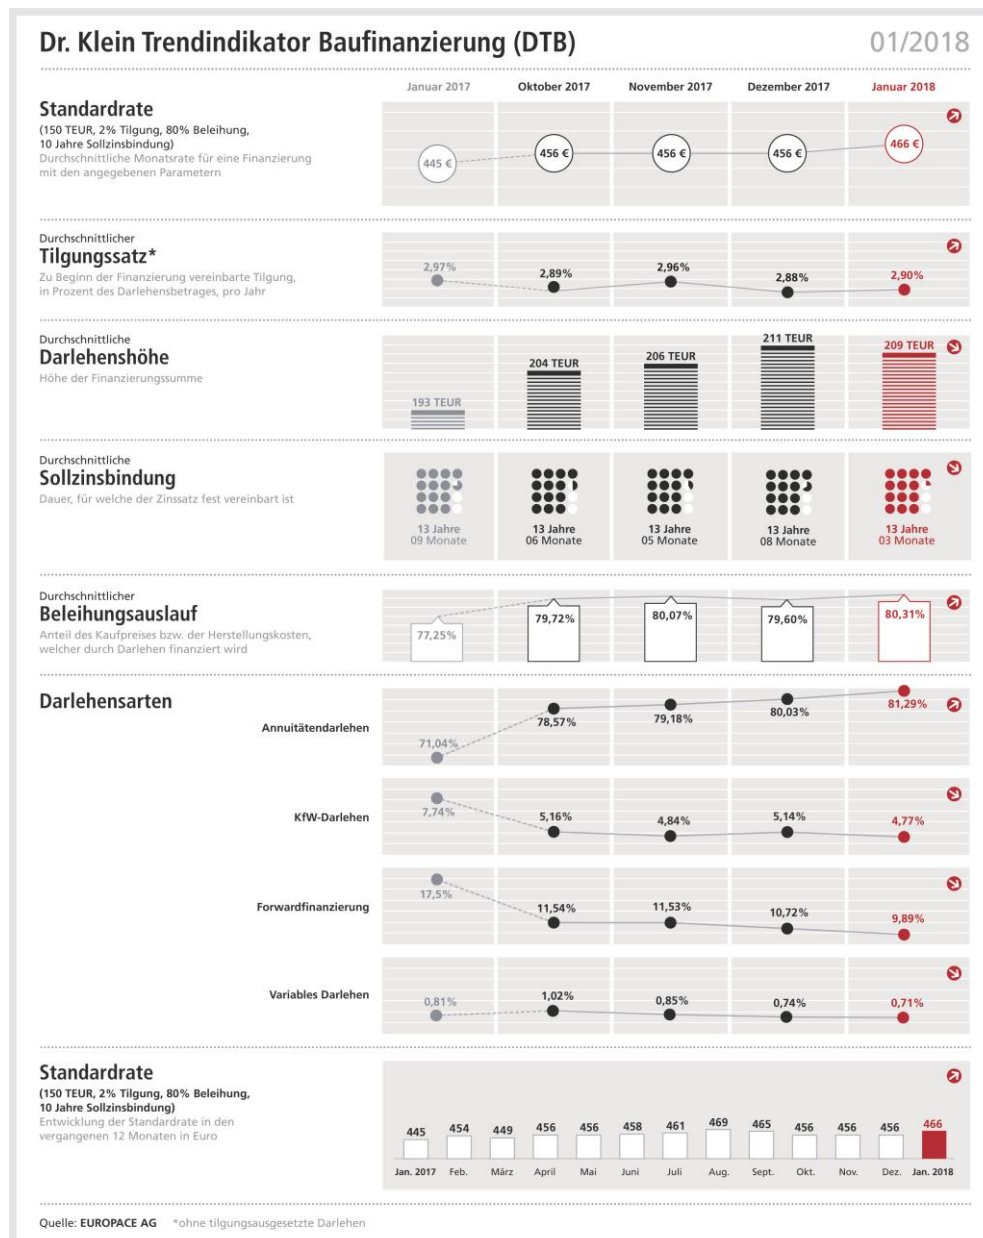 Dr. Klein Trendindikator Baufinanzierung (DTB) 01/2018
Januar 2017 Oktober 2017 November 2017 Dezember 2017 Januar 2018
Standardrate
(150 TEUR, 2% Tilgung, 80% Beleihung,
10 Jahre Sollzinsbindung)
Durchschnittliche Monatsrate für eine Finanzierung
mit den angegebenen Parametern
445 € 456 € 456 € 456 € 466 €
Durchschnittlicher
Tilgungssatz*
Zu Beginn der Finanzierung vereinbarte Tilgung,
in Prozent des Darlehensbetrages, pro Jahr
2,97% 2,89% 2,96% 2,88% 2,90%
Durchschnittliche
Darlehenshöhe
Höhe der Finanzierungssumme
193 TEUR 204 TEUR 206 TEUR 211 TEUR 209 TEUR
Durchschnittliche
Sollzinsbindung
Dauer, für welche der Zinssatz fest vereinbart ist
13 Jahre 13 Jahre 13 Jahre 13 Jahre 13 Jahre
09 Monate 06 Monate 05 Monate 08 Monate 03 Monate
Durchschnittlicher
Beleihungsauslauf
Anteil des Kaufpreises bzw. der Herstellungskosten,
welcher durch Darlehen finanziert wird
77,25% 79,72% 80,07% 79,60% 80,31%
Darlehensarten
Annuitätendarlehen
71,04% 78,57% 79,18% 80,03% 81,29%
KfW-Darlehen
7,74% 5,16% 4,84% 5,14% 4,77%
Forwardfinanzierung
17,5% 11,54% 11,53% 10,72% 9,89%
Variables Darlehen
0,81% 1,02% 0,85% 0,74% 0,71%
Standardrate
(150 TEUR, 2% Tilgung, 80% Beleihung,
10 Jahre Sollzinsbindung)
Entwicklung der Standardrate in den
vergangenen 12 Monaten in Euro
445 454 449 456 456 458 461 469 465 456 456 456 466
Jan. 2017 Feb. März April Mai Juni Juli Aug. Sept. Okt. Nov. Dez. Jan. 2018
Quelle: EUROPACE AG *ohne tilgungsausgesetzte Darlehen